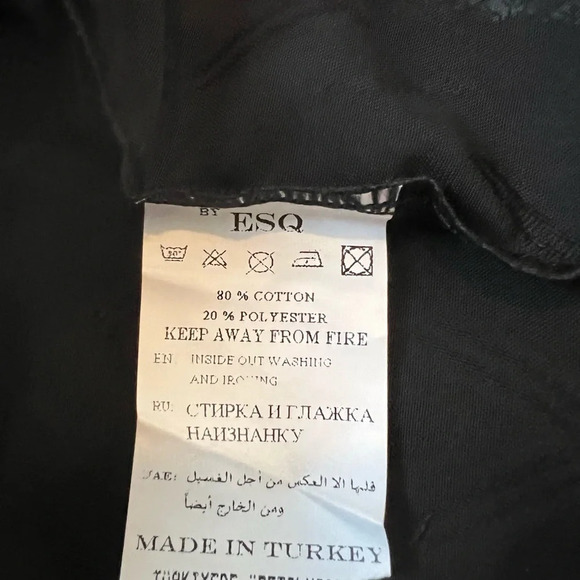 BY ESQ
30°
80 % COTTON
20 % POLYESTER
KEEP AWAY FROM FIRE
EN: INSIDE OUT WASHING
AND IRONING
RU: СТИРКА И ГЛАЖКА
НАИЗНАНКУ
UAE: قلبها الا العكس من أجل الغسيل
ومن الخارج أيضاً
MADE IN TURKEY